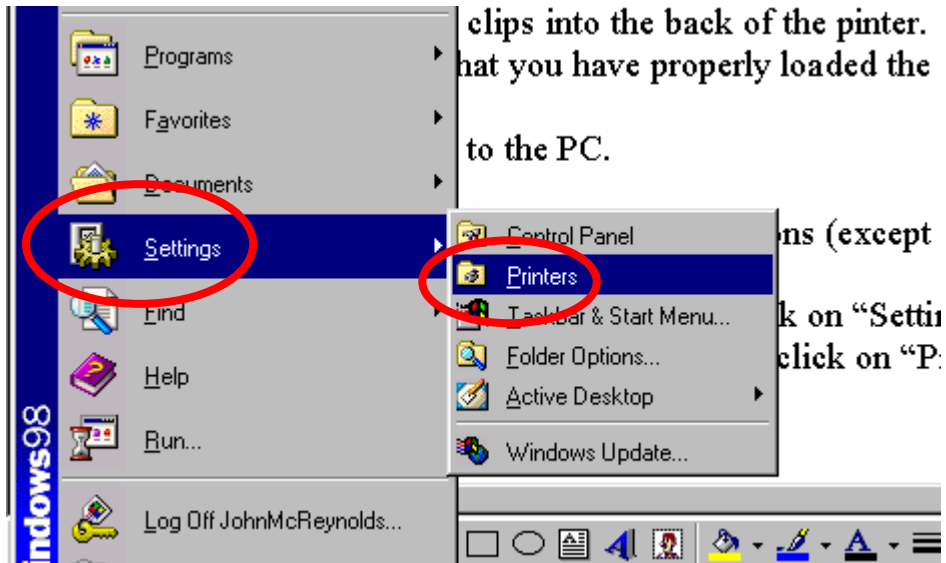 clips into the back of the pinter.
hat you have properly loaded the
to the PC.
ns (except
k on “Settin
click on “P
Programs
Favorites
Documents
Settings
Find
Help
Run...
Log Off JohnMcReynolds...
Control Panel
Printers
Taskbar & Start Menu...
Folder Options...
Active Desktop
Windows Update...
indows98